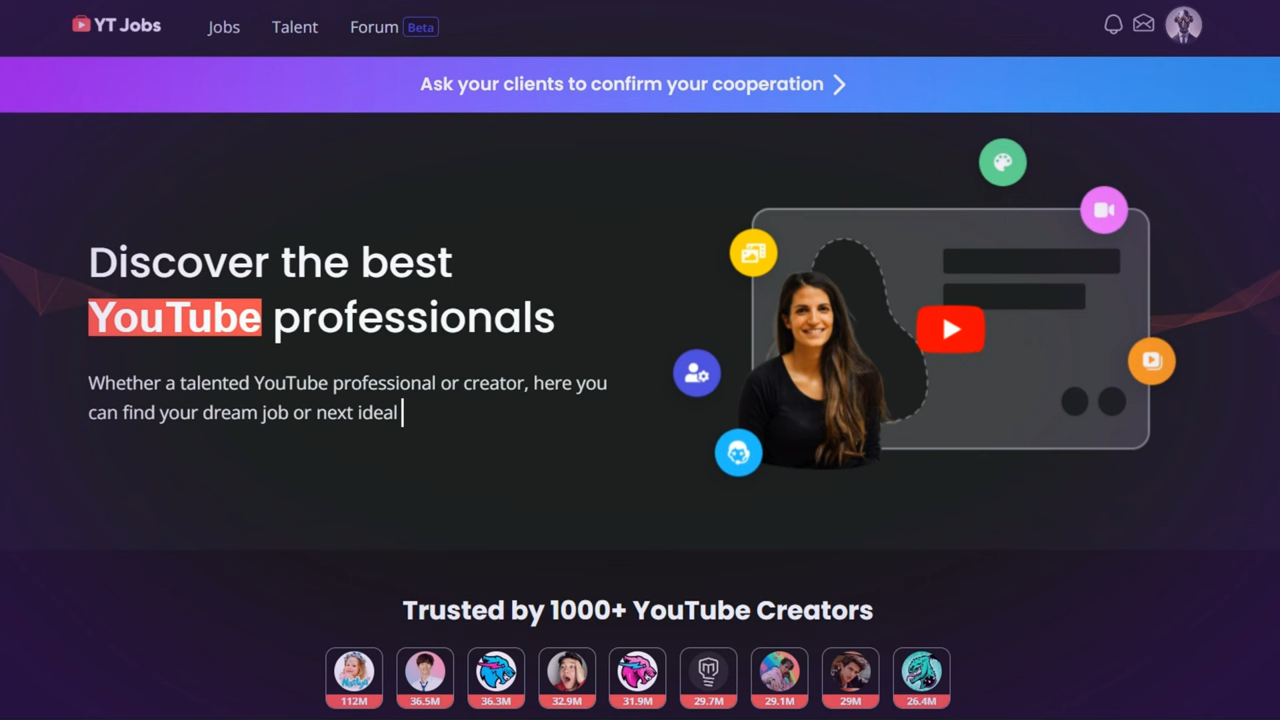 YT Jobs
Jobs
Talent
Forum
Beta
Ask your clients to confirm your cooperation
Discover the best
YouTube professionals
Whether a talented YouTube professional or creator, here you
can find your dream job or next ideal
Trusted by 1000+ YouTube Creators
112M
36.5M
36.3M
32.9M
31.9M
29.7M
29.1M
29M
26.4M